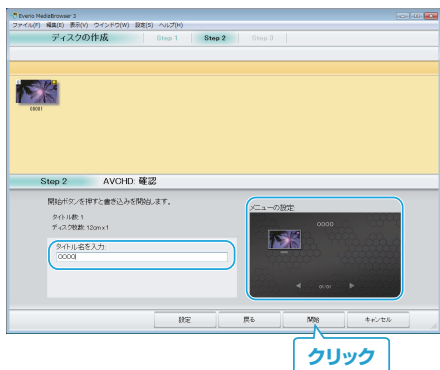 Everio MediaBrowser 3
ファイル(F) 編集(E) 表示(V) ウインドウ(W) 設定(S) ヘルプ(H)
ディスクの作成 Step 1 Step 2 Step 3
00001
Step 2 AVCHD: 確認
開始ボタンを押すと書き込みを開始します。
タイトル数: 1
ディスク枚数: 12cm x 1
タイトル名を入力:
0000
メニューの設定:
0000
01/01
設定 戻る 開始 キャンセル
クリック